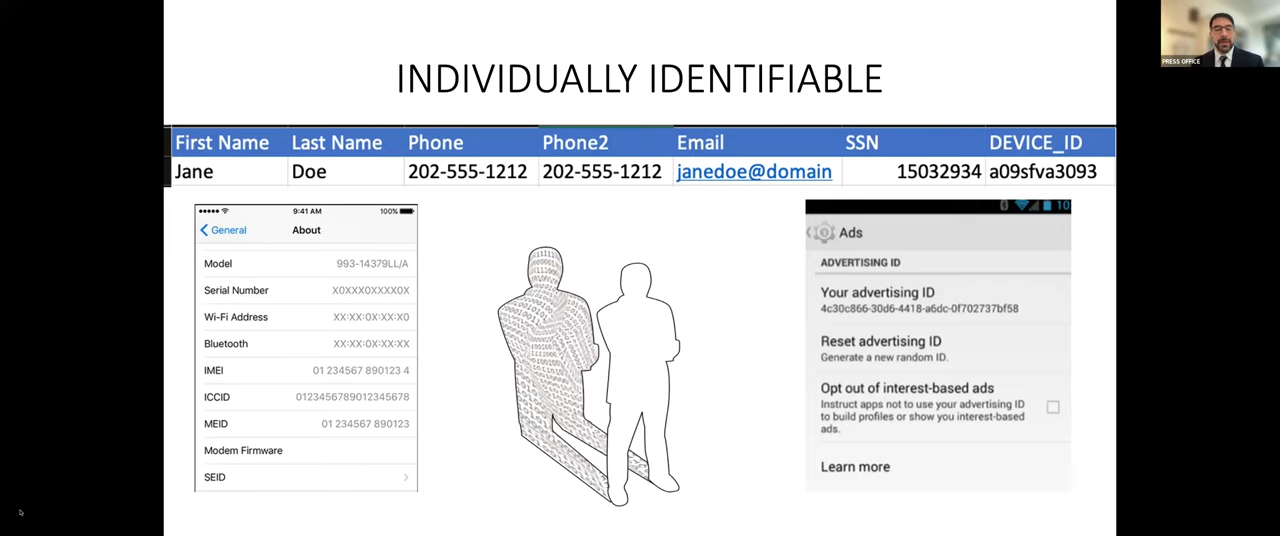 INDIVIDUALLY IDENTIFIABLE
PRESS OFFICE
First Name Last Name Phone Phone2 Email SSN DEVICE_ID
Jane Doe 202-555-1212 202-555-1212 janedoe@domain 15032934 a09sfva3093
9:41 AM 100%
General About
Model 993-14379LL/A
Serial Number X0XXX0XXXX0X
Wi-Fi Address XX:XX:0X:XX:X0
Bluetooth XX:XX:0X:XX:XX
IMEI 01 234567 890123 4
ICCID 0123456789012345678
MEID 01 234567 890123
Modem Firmware
SEID
10
Ads
ADVERTISING ID
Your advertising ID
4c30c866-30d6-4418-a6dc-0f702737bf58
Reset advertising ID
Generate a new random ID.
Opt out of interest-based ads
Instruct apps not to use your advertising ID
to build profiles or show you interest-based
ads.
Learn more